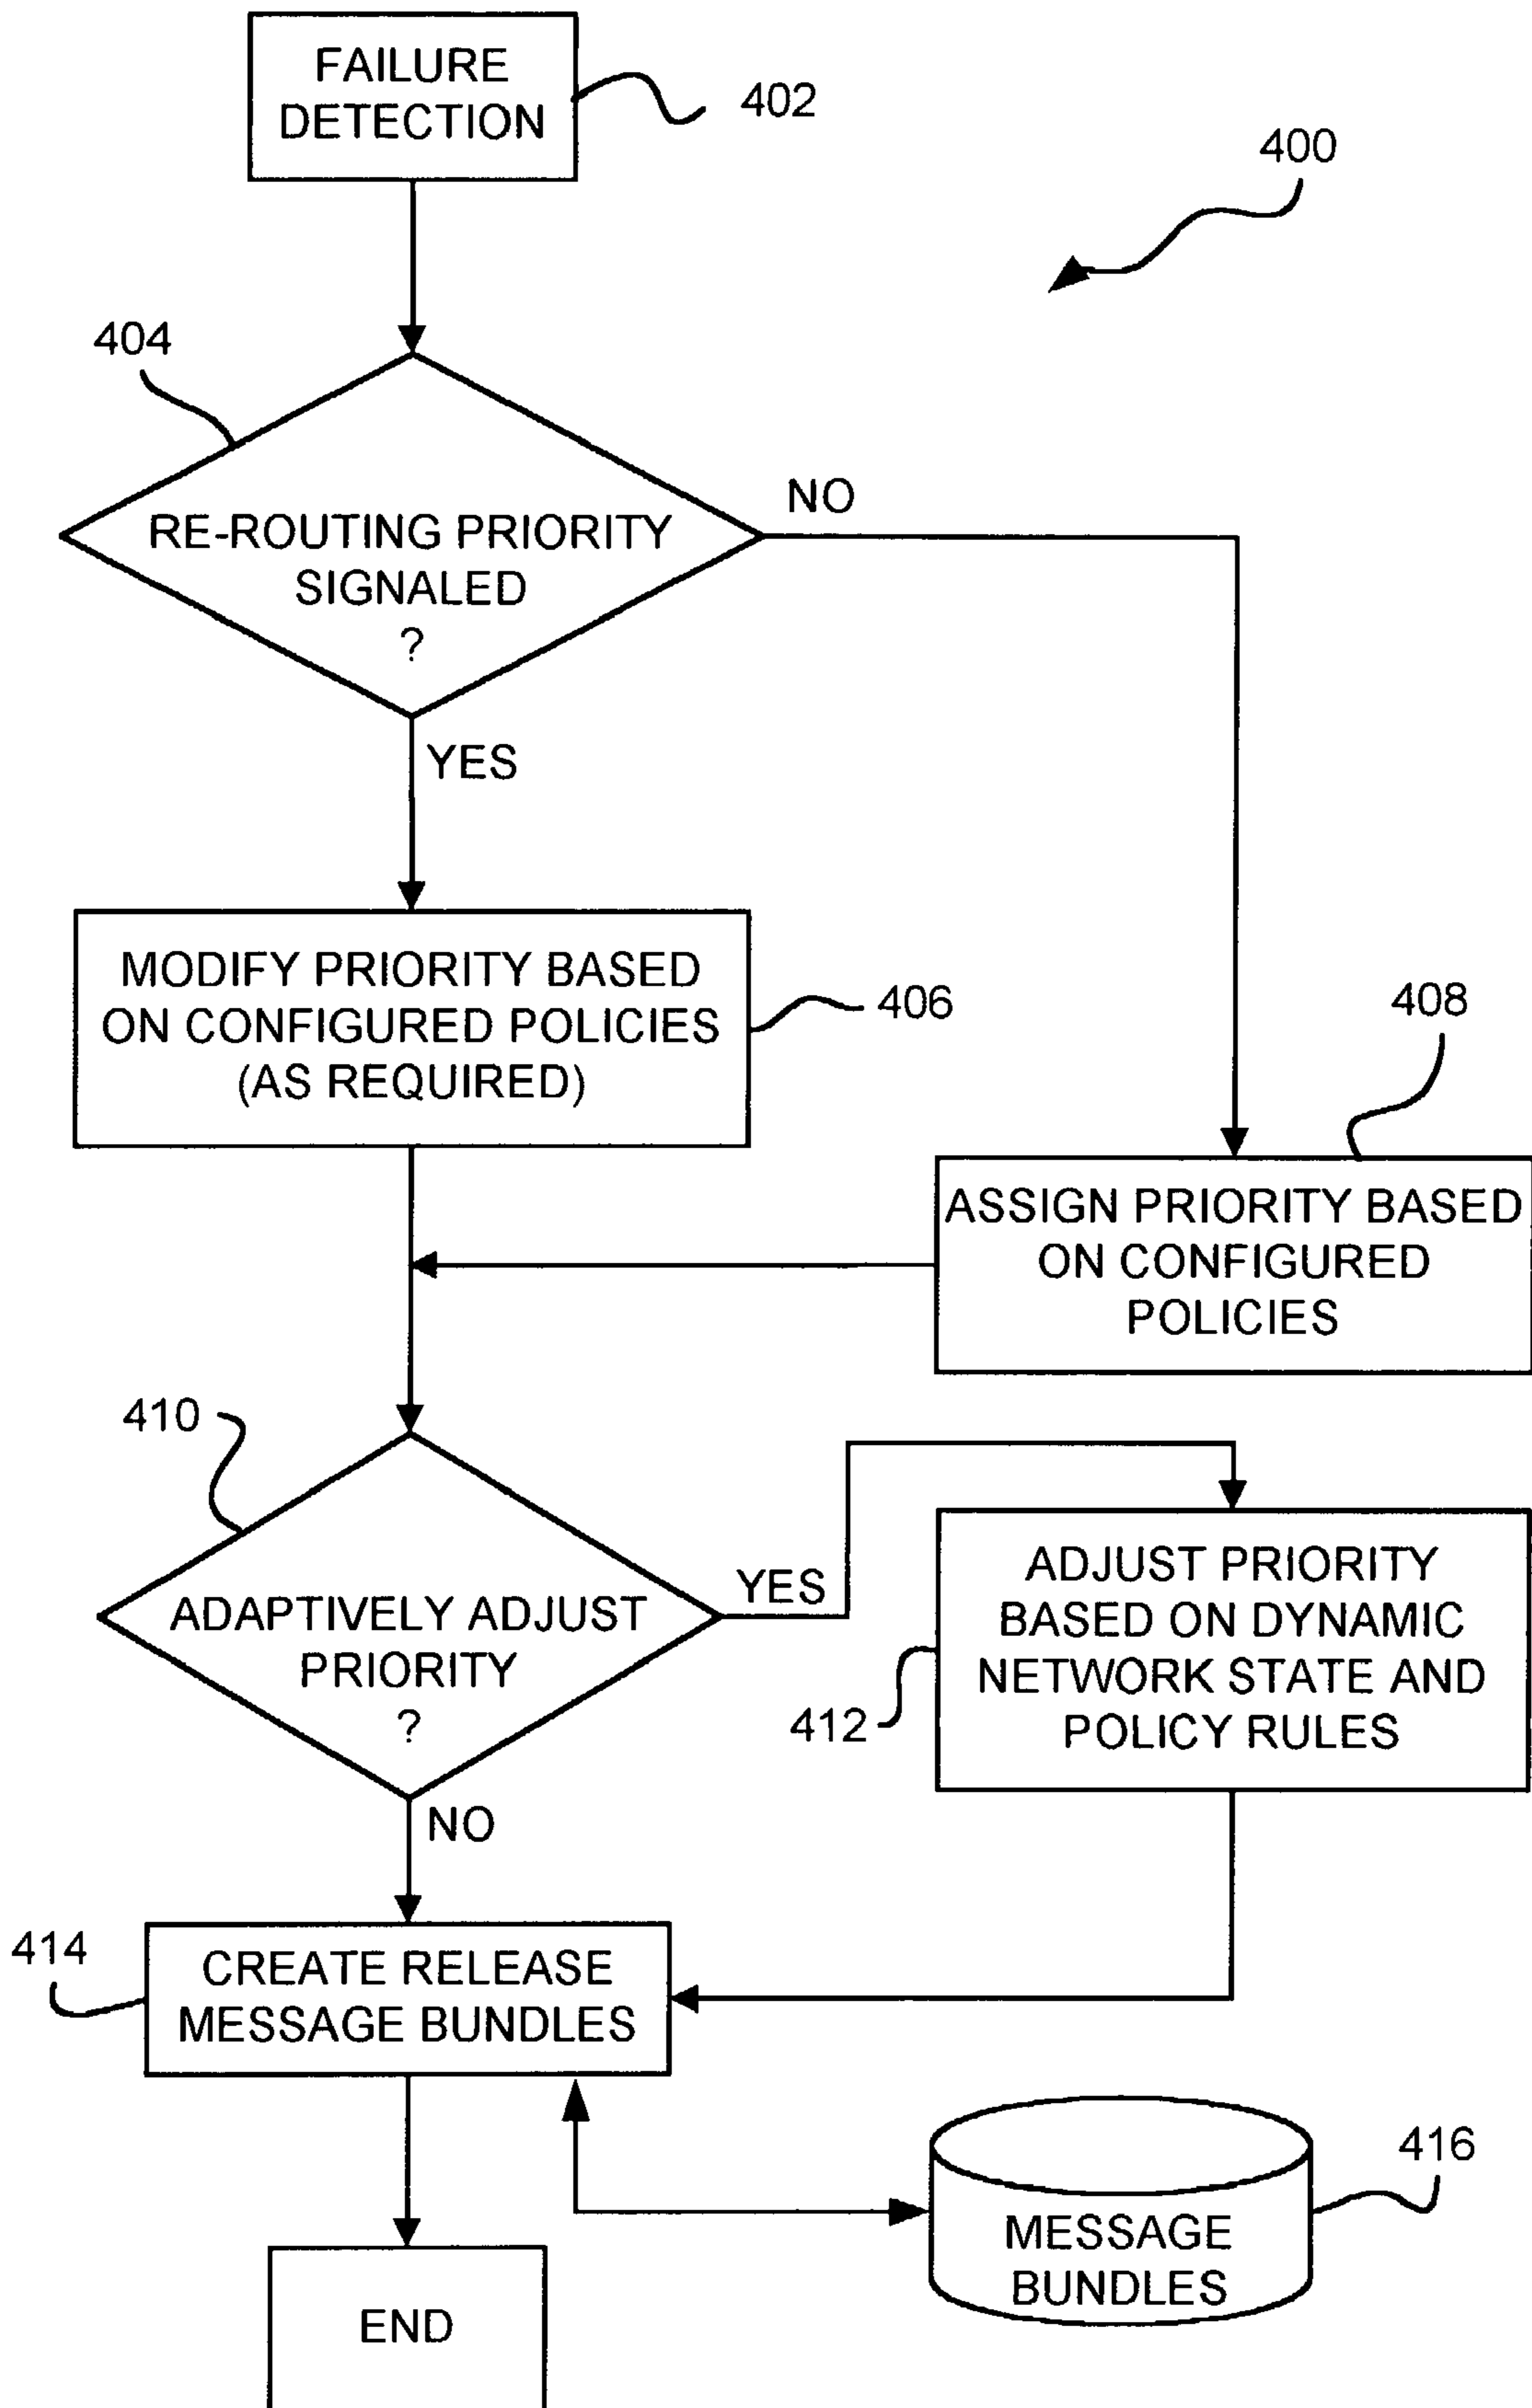 FAILURE
DETECTION
402
400
404
RE-ROUTING PRIORITY
SIGNALED
?
NO
YES
MODIFY PRIORITY BASED
ON CONFIGURED POLICIES
(AS REQUIRED)
406
408
ASSIGN PRIORITY BASED
ON CONFIGURED
POLICIES
410
ADAPTIVELY ADJUST
PRIORITY
?
YES
NO
ADJUST PRIORITY
BASED ON DYNAMIC
NETWORK STATE AND
POLICY RULES
412
414
CREATE RELEASE
MESSAGE BUNDLES
416
MESSAGE
BUNDLES
END